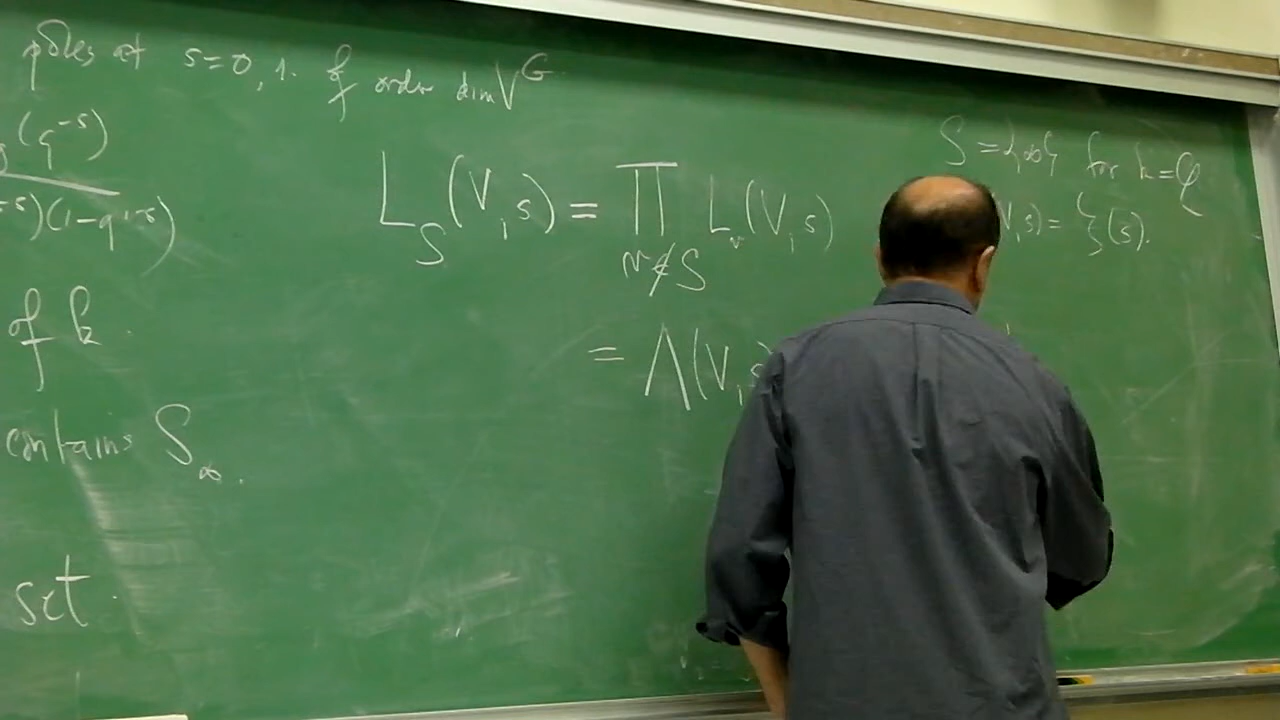 poles at s=0,1. of order dim V^G
(q^{-s})
-s)(1-q^{1-s})
of k.
contains S_∞.
set.
L_S(V,s) = ∏_{v∉S} L_v(V,s)
= Λ(V,s
S = {∞} for k=Q
V,s) = ζ(s).